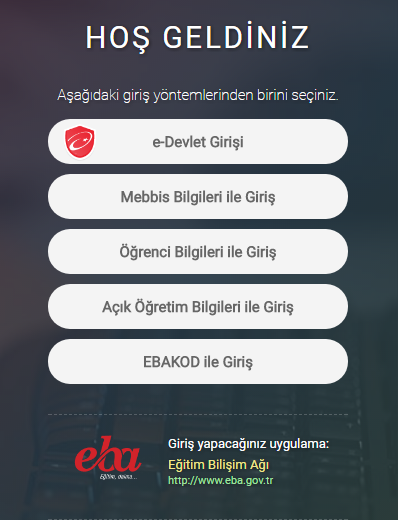 HOŞ GELDİNİZ
Aşağıdaki giriş yöntemlerinden birini seçiniz.
e-Devlet Girişi
Mebbis Bilgileri ile Giriş
Öğrenci Bilgileri ile Giriş
Açık Öğretim Bilgileri ile Giriş
EBAKOD ile Giriş
eba
Giriş yapacağınız uygulama:
Eğitim Bilişim Ağı
http://www.eba.gov.tr